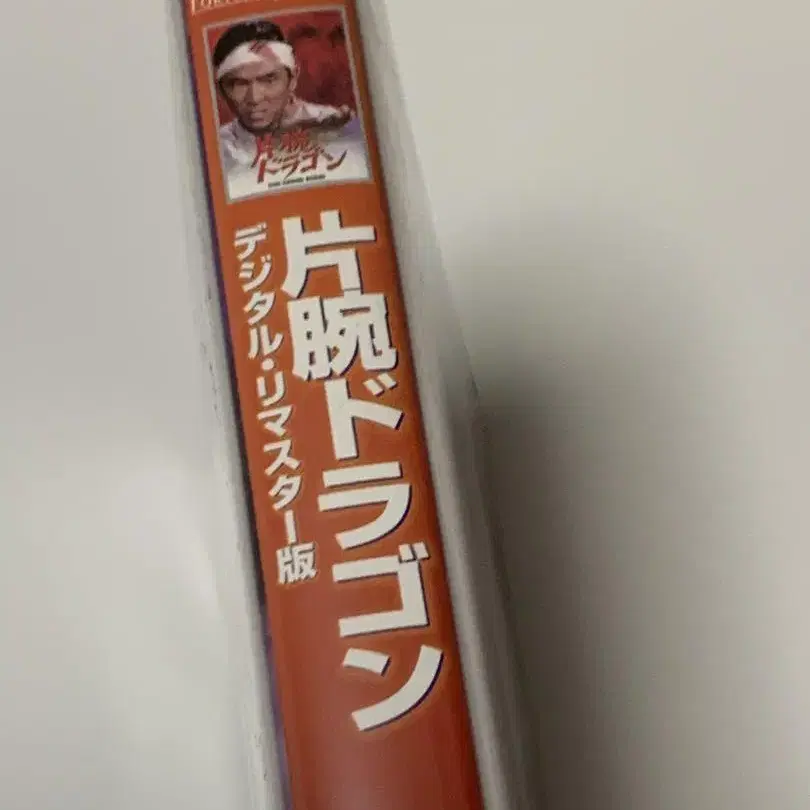 片腕
ドラゴン
片腕ドラゴン
デジタル・リマスター版